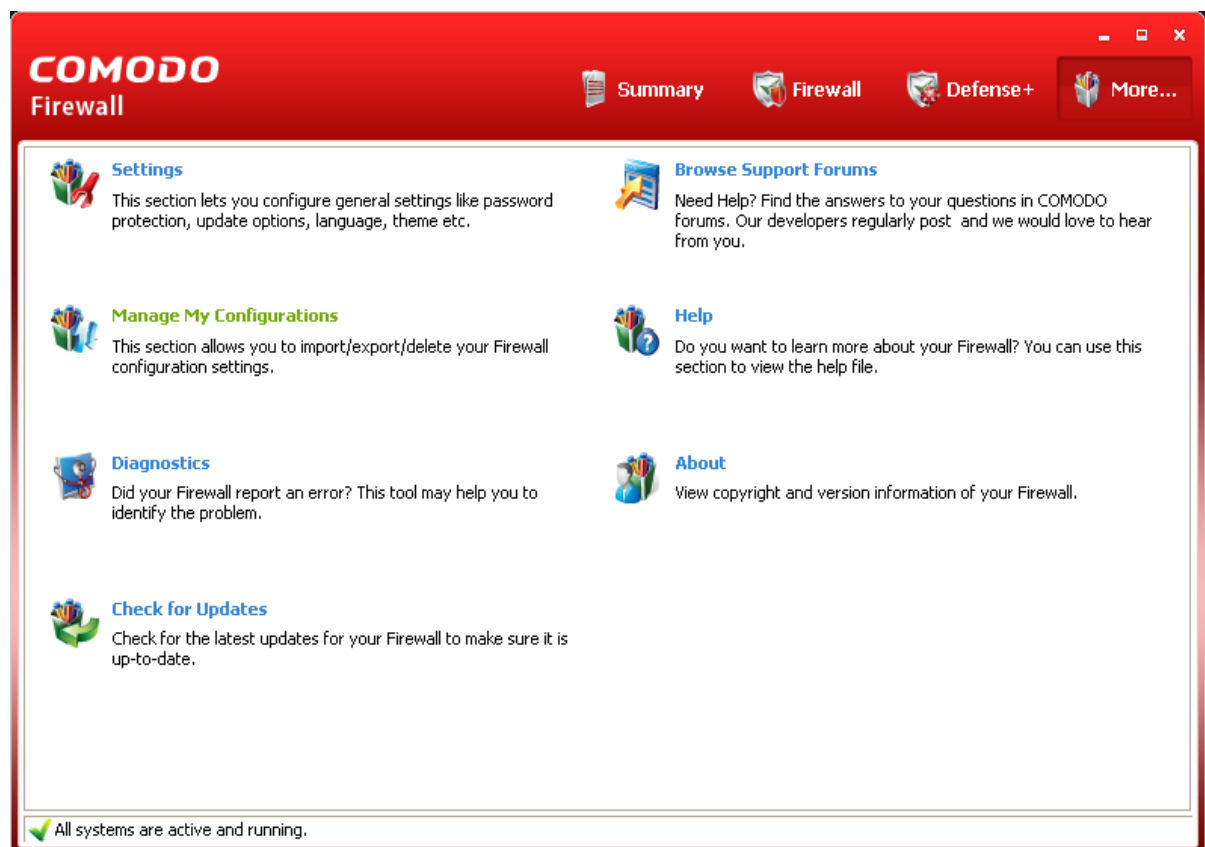 COMODO
Firewall
Summary
Firewall
Defense+
More...
Settings
This section lets you configure general settings like password
protection, update options, language, theme etc.
Browse Support Forums
Need Help? Find the answers to your questions in COMODO
forums. Our developers regularly post  and we would love to hear
from you.
Manage My Configurations
This section allows you to import/export/delete your Firewall
configuration settings.
Help
Do you want to learn more about your Firewall? You can use this
section to view the help file.
Diagnostics
Did your Firewall report an error? This tool may help you to
identify the problem.
About
View copyright and version information of your Firewall.
Check for Updates
Check for the latest updates for your Firewall to make sure it is
up-to-date.
All systems are active and running.